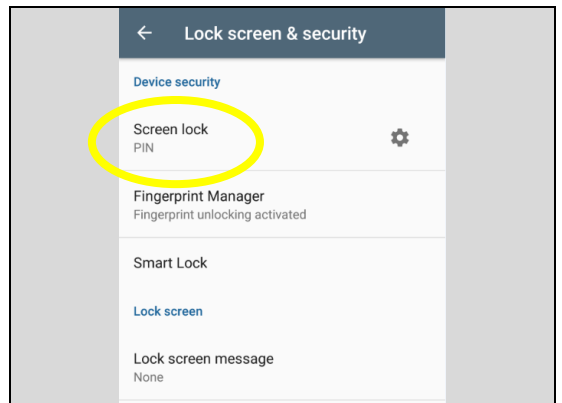 Lock screen & security
Device security
Screen lock
PIN
Fingerprint Manager
Fingerprint unlocking activated
Smart Lock
Lock screen
Lock screen message
None